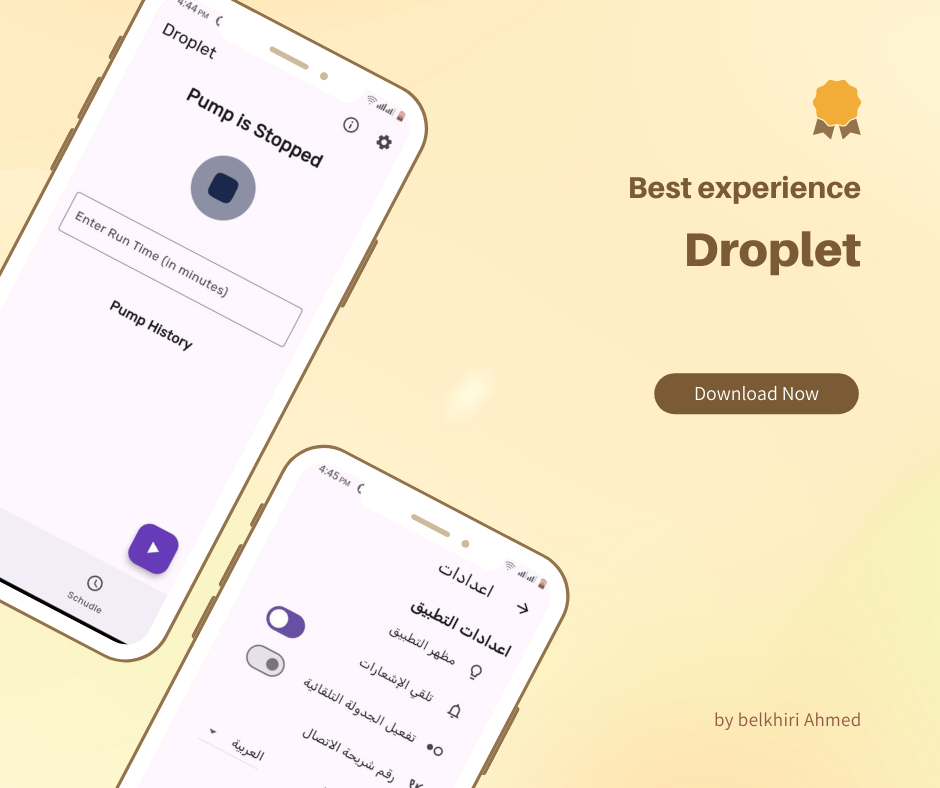 4:44 PM
Droplet
Pump is Stopped
Enter Run Time (in minutes)
Pump History
Schudle
4:45 PM
اعدادات
اعدادات التطبيق
مظهر التطبيق
تلقي الإشعارات
تفعيل الجدولة التلقائية
رقم شريحة الاتصال
العربية
Best experience
Droplet
Download Now
by belkhiri Ahmed